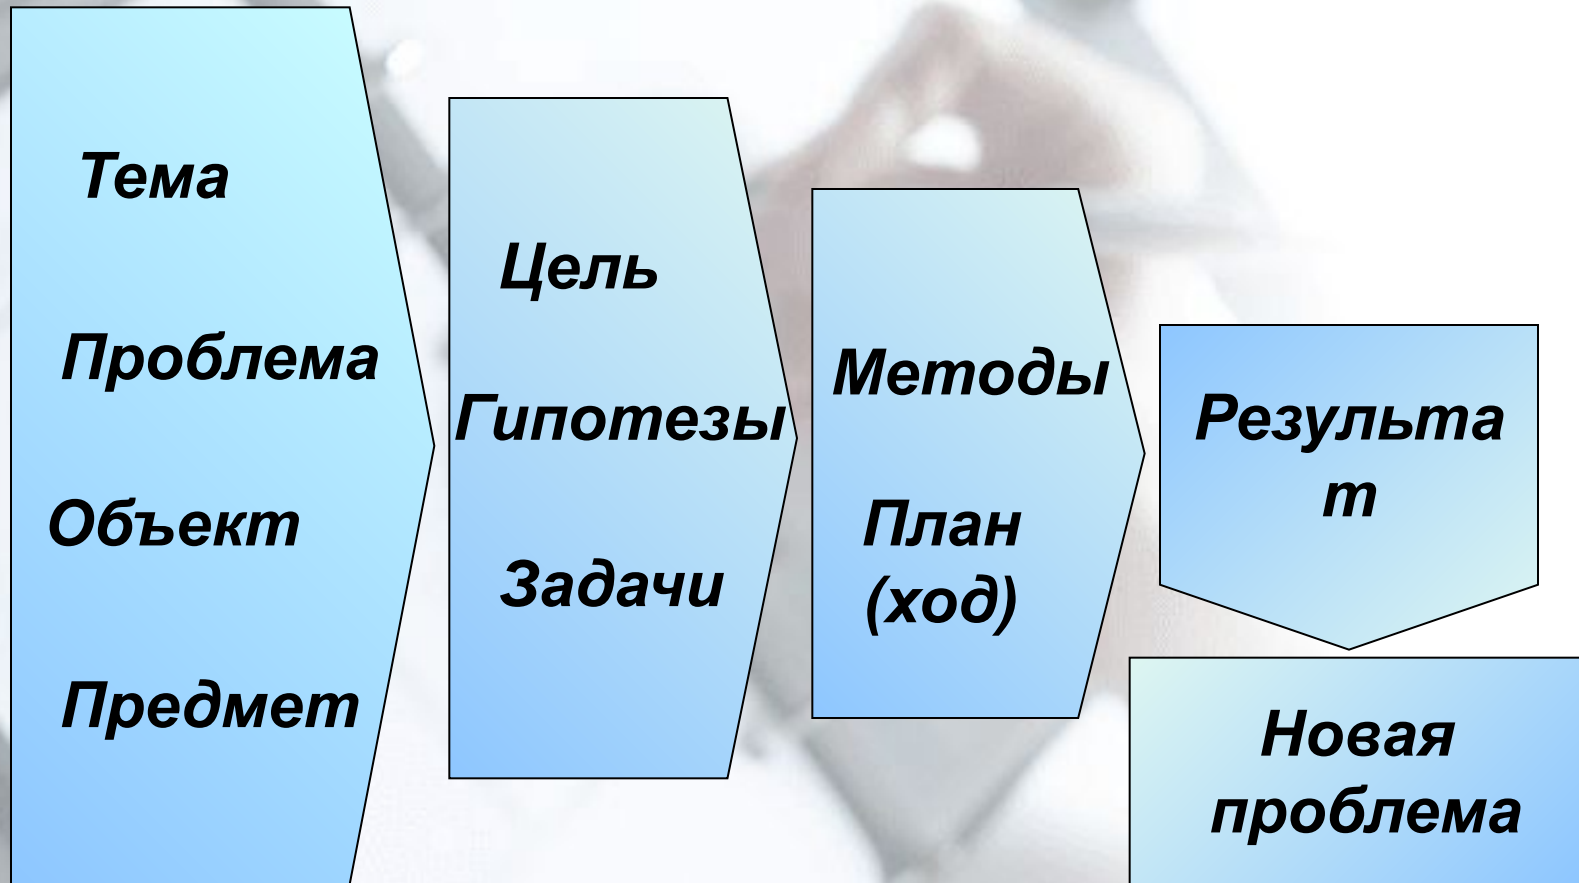 Тема
Проблема
Объект
Предмет
Цель
Гипотезы
Задачи
Методы
План
(ход)
Результа
т
Новая
проблема